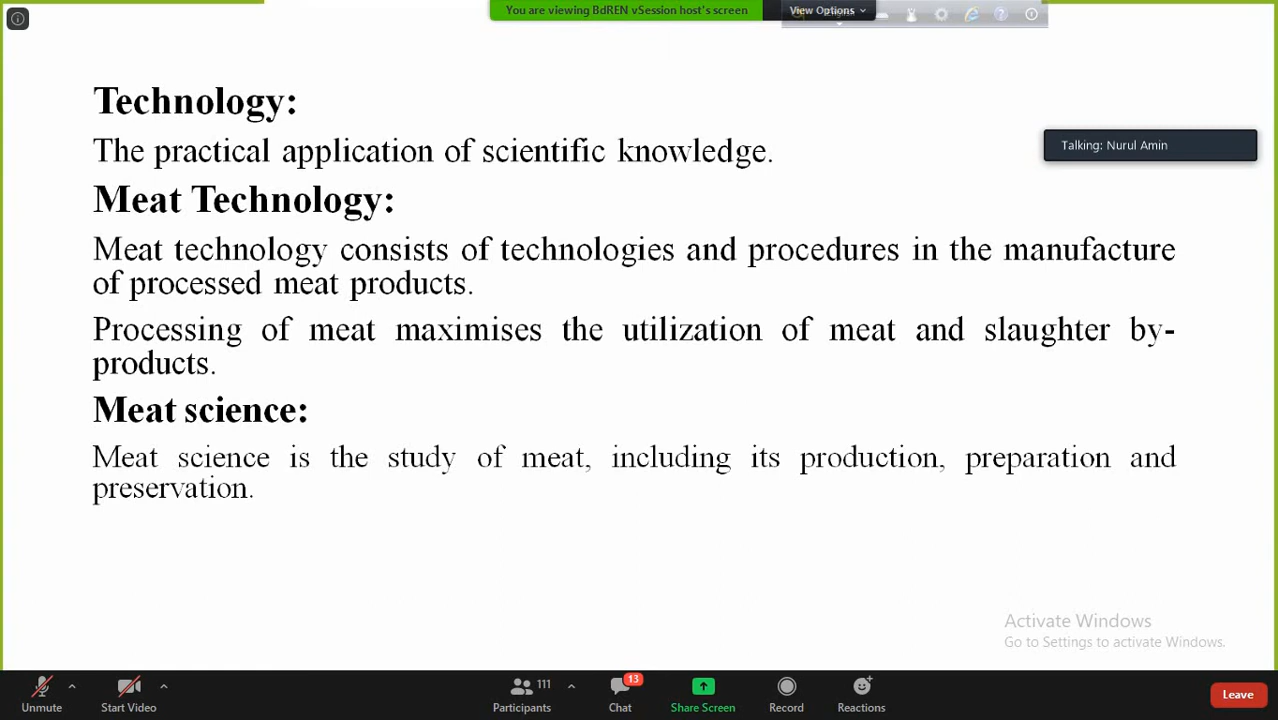 You are viewing BdREN vSession host's screen
View Options
Technology:
The practical application of scientific knowledge.
Talking: Nurul Amin
Meat Technology:
Meat technology consists of technologies and procedures in the manufacture
of processed meat products.
Processing of meat maximises the utilization of meat and slaughter by-
products.
Meat science:
Meat science is the study of meat, including its production, preparation and
preservation.
Activate Windows
Go to Settings to activate Windows.
111
13
Unmute
Start Video
Participants
Chat
Share Screen
Record
Reactions
Leave